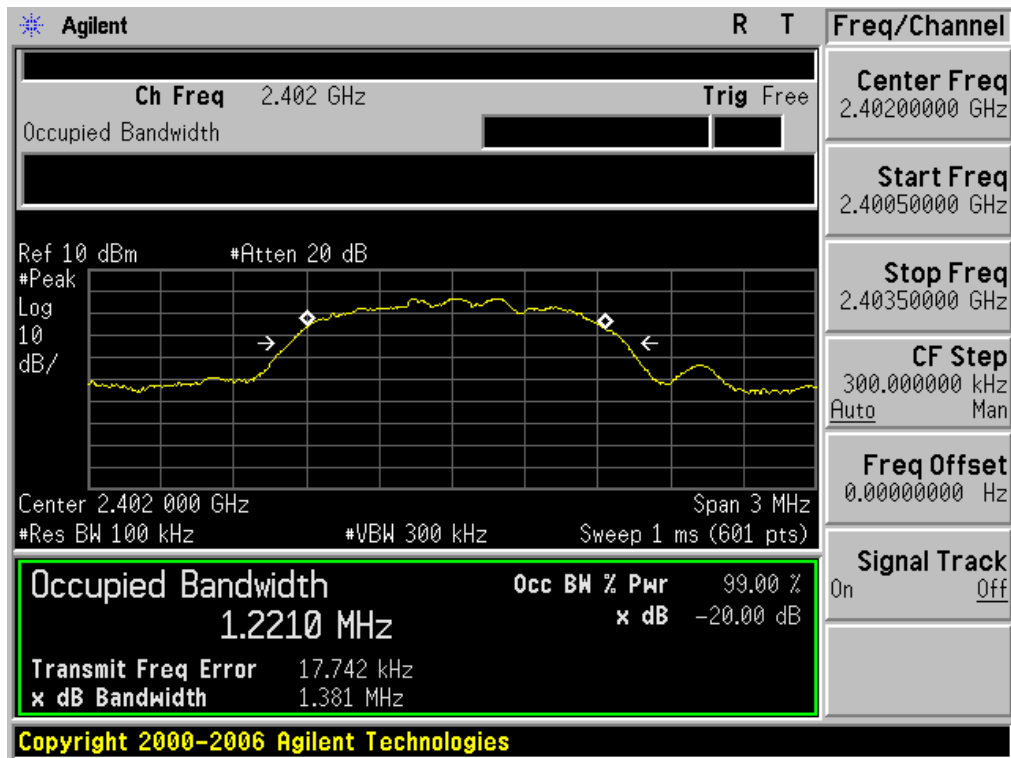 Agilent R T Freq/Channel
Ch Freq 2.402 GHz Trig Free
Occupied Bandwidth
Center Freq
2.40200000 GHz
Start Freq
2.40050000 GHz
Stop Freq
2.40350000 GHz
CF Step
300.000000 kHz
Auto Man
Freq Offset
0.00000000 Hz
Signal Track
On Off
Ref 10 dBm #Atten 20 dB
#Peak
Log
10
dB/
Center 2.402 000 GHz Span 3 MHz
#Res BW 100 kHz #VBW 300 kHz Sweep 1 ms (601 pts)
Occupied Bandwidth Occ BW % Pwr 99.00 %
1.2210 MHz x dB -20.00 dB
Transmit Freq Error 17.742 kHz
x dB Bandwidth 1.381 MHz
Copyright 2000-2006 Agilent Technologies